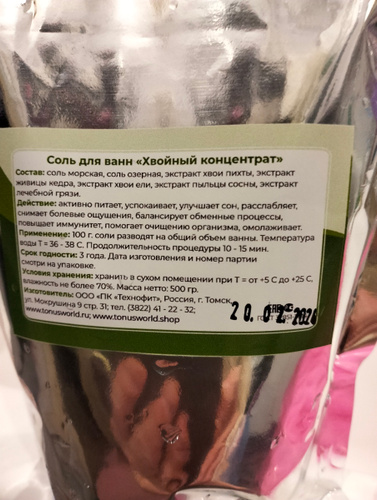 Соль для ванн «Хвойный концентрат»
Состав: соль морская, соль озерная, экстракт хвои пихты, экстракт
живицы кедра, экстракт хвои ели, экстракт пыльцы сосны, экстракт
лечебной грязи.
Действие: активно питает, успокаивает, улучшает сон, расслабляет,
снимает болевые ощущения, балансирует обменные процессы,
повышает иммунитет, помогает очищению организма, омолаживает.
Применение: 100 г. соли разводят на общий объем ванны. Температура
воды Т = 36 - 38 С. Продолжительность процедуры 10 - 15 мин.
Срок годности: 3 года. Дата изготовления и номер партии
смотри на упаковке.
Условия хранения: хранить в сухом помещении при Т = от +5 С до +25 С,
влажность не более 70%. Масса нетто: 500 гр.
Изготовитель: ООО «ПК «Технофит», Россия, г. Томск,
ул. Мокрушина 9 стр. 31; тел. (3822) 41 - 22 - 32;
www.tonusworld.ru; www.tonusworld.shop
20. 02. 202